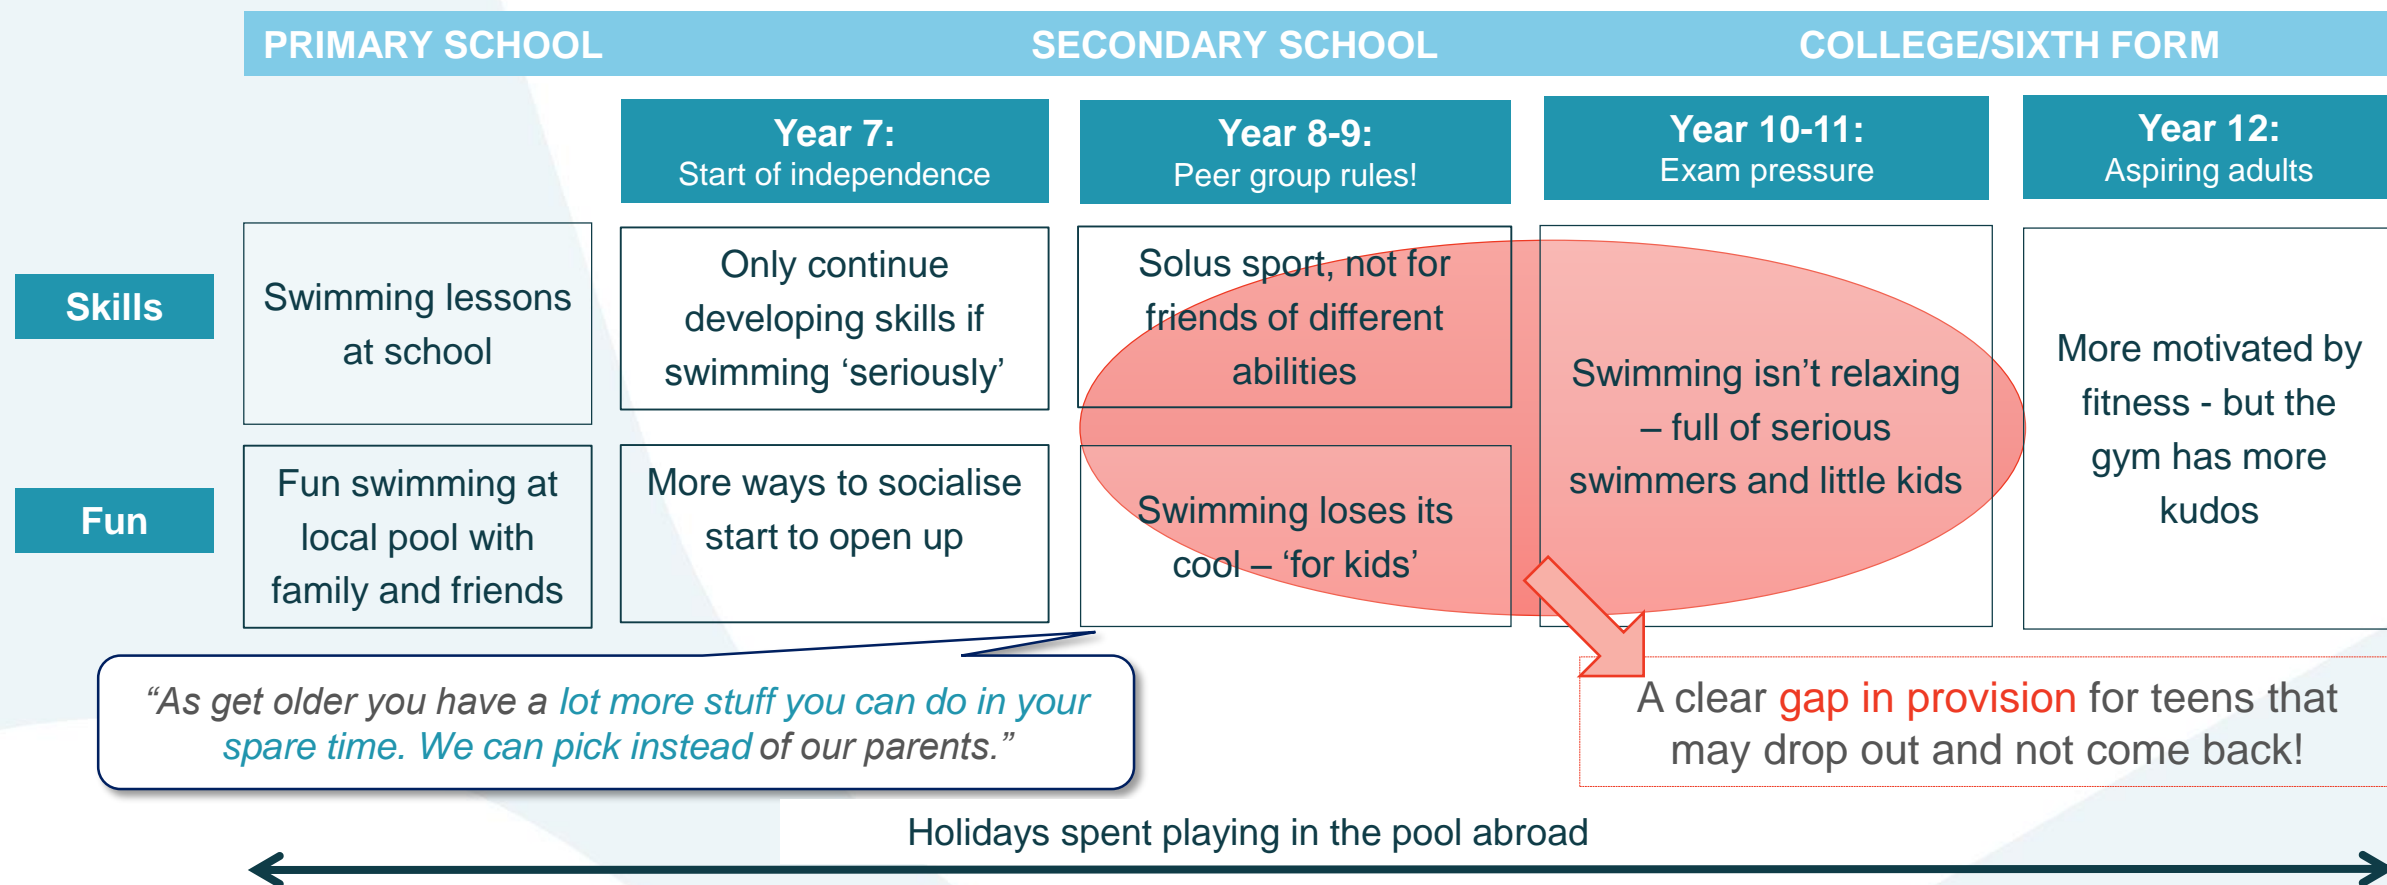 PRIMARY SCHOOL
SECONDARY SCHOOL
COLLEGE/SIXTH FORM
Year 7:
Start of independence
Year 8-9:
Peer group rules!
Year 10-11:
Exam pressure
Year 12:
Aspiring adults
Skills
Swimming lessons
at school
Only continue
developing skills if
swimming ‘seriously’
Solus sport, not for
friends of different
abilities
Swimming isn’t relaxing
– full of serious
swimmers and little kids
More motivated by
fitness - but the
gym has more
kudos
Fun
Fun swimming at
local pool with
family and friends
More ways to socialise
start to open up
Swimming loses its
cool – ‘for kids’
“As get older you have a lot more stuff you can do in your
spare time. We can pick instead of our parents.”
A clear gap in provision for teens that
may drop out and not come back!
Holidays spent playing in the pool abroad